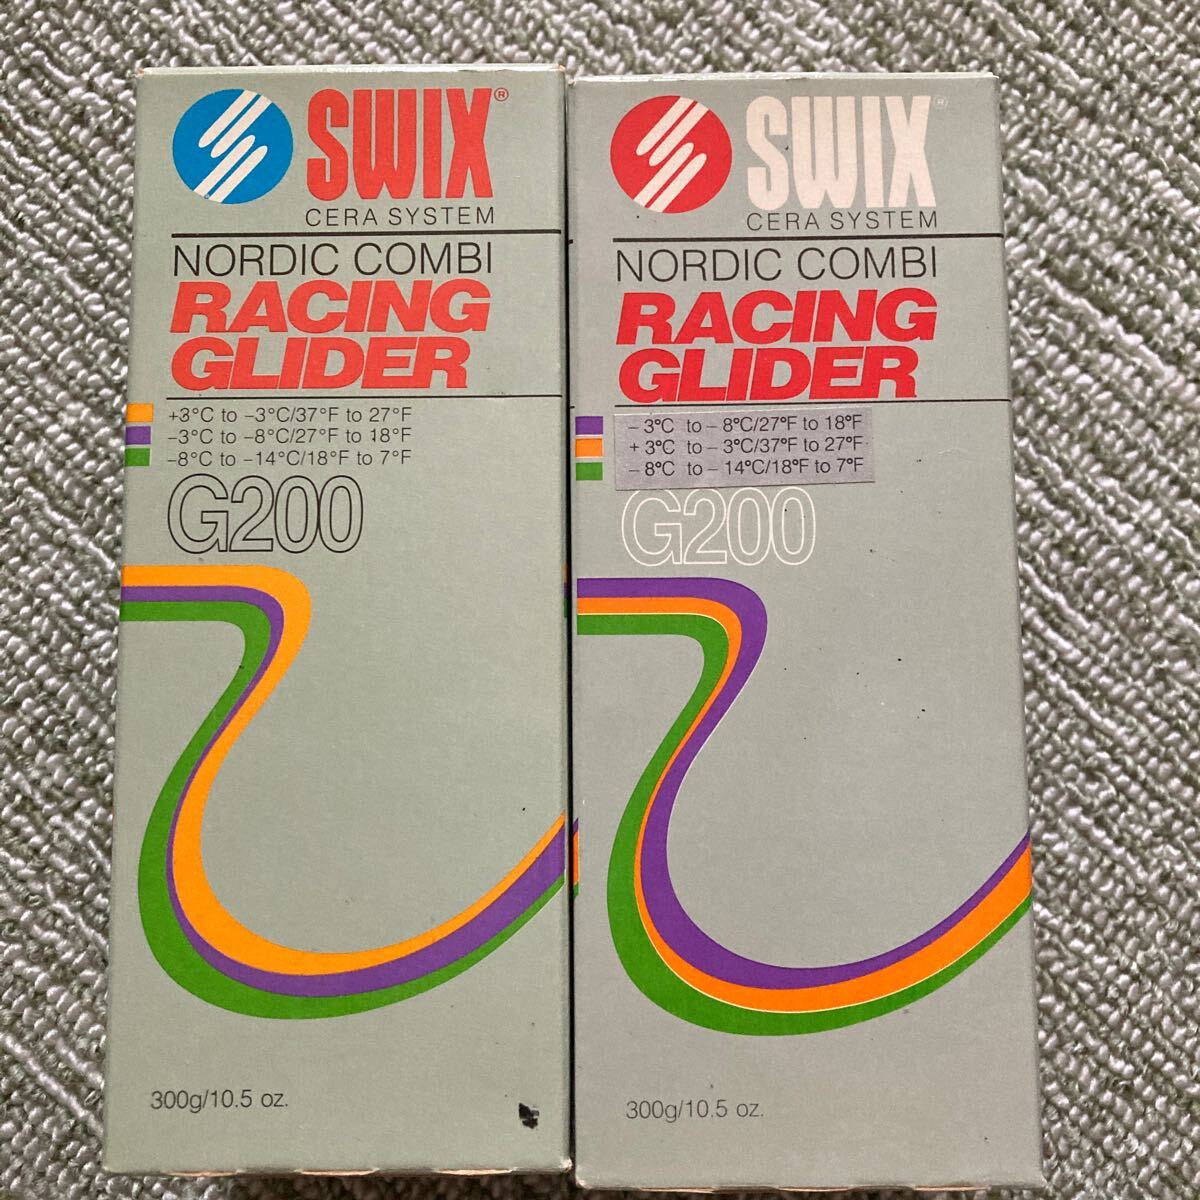 SWIX®
CERA SYSTEM
NORDIC COMBI
RACING
GLIDER
+3°C to -3°C/37°F to 27°F
-3°C to -8°C/27°F to 18°F
-8°C to -14°C/18°F to 7°F
G200
300g/10.5 oz.
SWIX®
CERA SYSTEM
NORDIC COMBI
RACING
GLIDER
-3°C to -8°C/27°F to 18°F
+3°C to -3°C/37°F to 27°F
-8°C to -14°C/18°F to 7°F
G200
300g/10.5 oz.